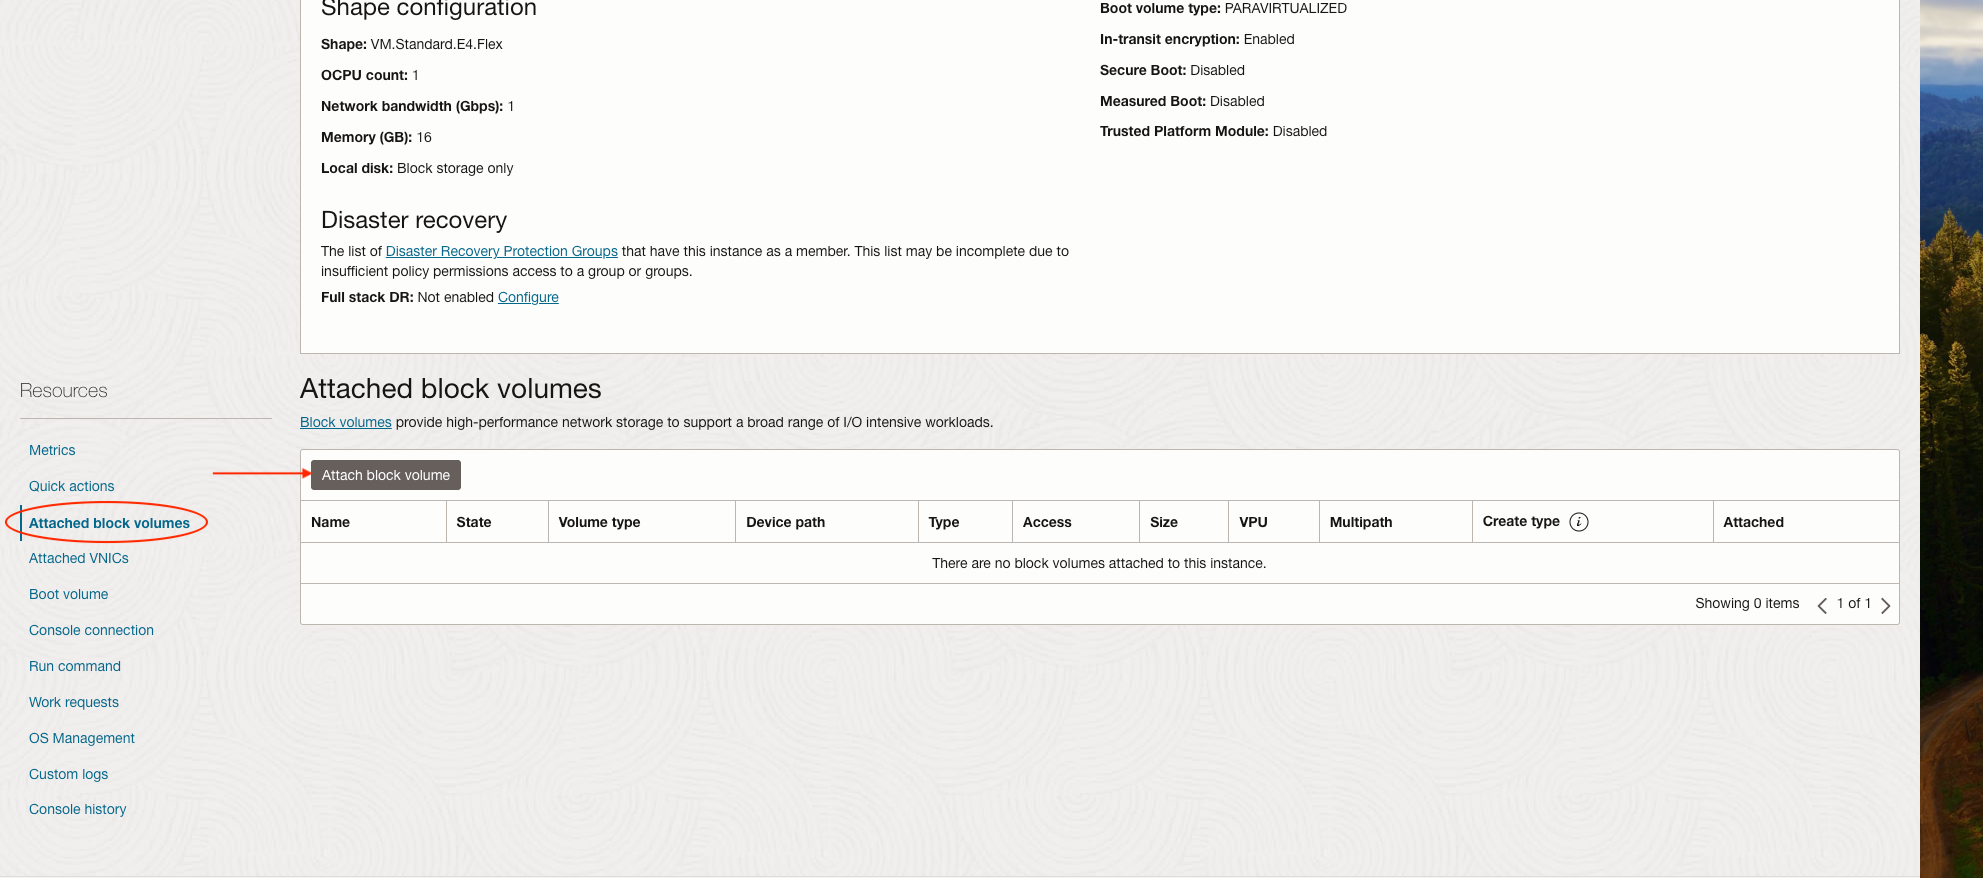 Shape configuration
Shape: VM.Standard.E4.Flex
OCPU count: 1
Network bandwidth (Gbps): 1
Memory (GB): 16
Local disk: Block storage only
Boot volume type: PARAVIRTUALIZED
In-transit encryption: Enabled
Secure Boot: Disabled
Measured Boot: Disabled
Trusted Platform Module: Disabled
Disaster recovery
The list of Disaster Recovery Protection Groups that have this instance as a member. This list may be incomplete due to
insufficient policy permissions access to a group or groups.
Full stack DR: Not enabled Configure
Resources
Metrics
Quick actions
Attached block volumes
Attached VNICs
Boot volume
Console connection
Run command
Work requests
OS Management
Custom logs
Console history
Attached block volumes
Block volumes provide high-performance network storage to support a broad range of I/O intensive workloads.
Attach block volume
Name State Volume type Device path Type Access Size VPU Multipath Create type i Attached
There are no block volumes attached to this instance.
Showing 0 items 1 of 1